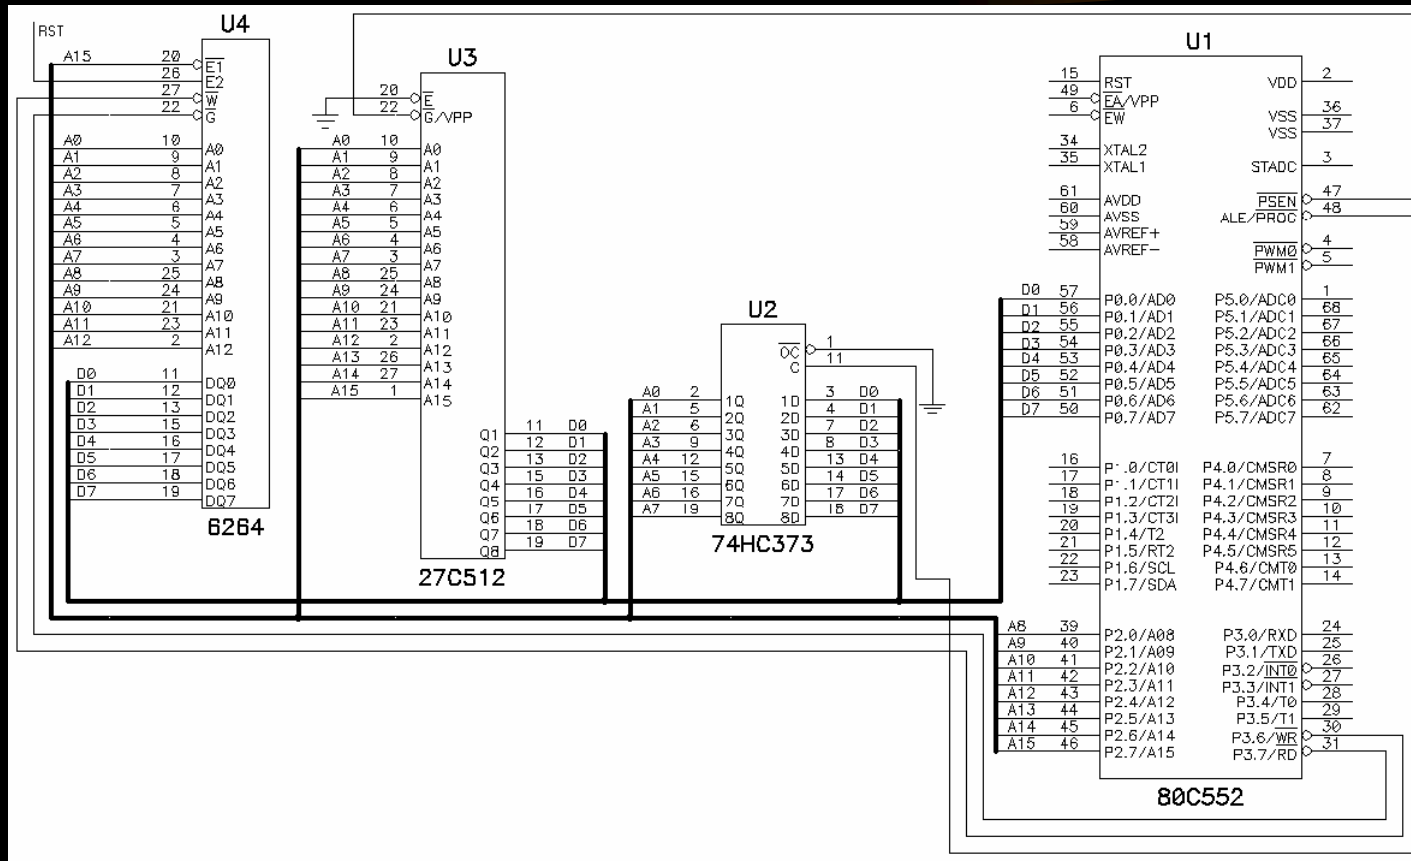 RST
U4
A15 20 E1
26 E2
27 W
22 G
A0 10 A0
A1 9 A1
A2 8 A2
A3 7 A3
A4 6 A4
A5 5 A5
A6 4 A6
A7 3 A7
A8 25 A8
A9 24 A9
A10 21 A10
A11 23 A11
A12 2 A12
D0 11 DQ0
D1 12 DQ1
D2 13 DQ2
D3 15 DQ3
D4 16 DQ4
D5 17 DQ5
D6 18 DQ6
D7 19 DQ7
6264
U3
20 E
22 G/VPP
A0 10 A0
A1 9 A1
A2 8 A2
A3 7 A3
A4 6 A4
A5 5 A5
A6 4 A6
A7 3 A7
A8 25 A8
A9 24 A9
A10 21 A10
A11 23 A11
A12 2 A12
A13 26 A13
A14 27 A14
A15 1 A15
Q1 11 D0
Q2 12 D1
Q3 13 D2
Q4 15 D3
Q5 16 D4
Q6 17 D5
Q7 18 D6
Q8 19 D7
27C512
U2
OC 1
C 11
A0 2 1Q 1D 3 D0
A1 5 2Q 2D 4 D1
A2 6 3Q 3D 7 D2
A3 9 4Q 4D 8 D3
A4 12 5Q 5D 13 D4
A5 15 6Q 6D 14 D5
A6 16 7Q 7D 17 D6
A7 19 8Q 8D 18 D7
74HC373
U1
15 RST VDD 2
49 EA/VPP
6 EW VSS 36
VSS 37
34 XTAL2
35 XTAL1 STADC 3
61 AVDD PSEN 47
60 AVSS ALE/PROC 48
59 AVREF+
58 AVREF- PWM0 4
PWM1 5
D0 57 P0.0/AD0 P5.0/ADC0 1
D1 56 P0.1/AD1 P5.1/ADC1 68
D2 55 P0.2/AD2 P5.2/ADC2 67
D3 54 P0.3/AD3 P5.3/ADC3 66
D4 53 P0.4/AD4 P5.4/ADC4 65
D5 52 P0.5/AD5 P5.5/ADC5 64
D6 51 P0.6/AD6 P5.6/ADC6 63
D7 50 P0.7/AD7 P5.7/ADC7 62
16 P1.0/CT0I P4.0/CMSR0 7
17 P1.1/CT1I P4.1/CMSR1 8
18 P1.2/CT2I P4.2/CMSR2 9
19 P1.3/CT3I P4.3/CMSR3 10
20 P1.4/T2 P4.4/CMSR4 11
21 P1.5/RT2 P4.5/CMSR5 12
22 P1.6/SCL P4.6/CMT0 13
23 P1.7/SDA P4.7/CMT1 14
A8 39 P2.0/A08 P3.0/RXD 24
A9 40 P2.1/A09 P3.1/TXD 25
A10 41 P2.2/A10 P3.2/INT0 26
A11 42 P2.3/A11 P3.3/INT1 27
A12 43 P2.4/A12 P3.4/T0 28
A13 44 P2.5/A13 P3.5/T1 29
A14 45 P2.6/A14 P3.6/WR 30
A15 46 P2.7/A15 P3.7/RD 31
80C552